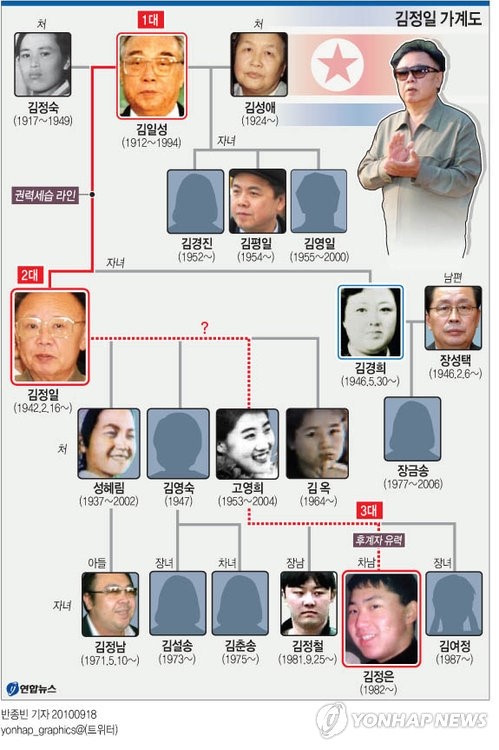 김정일 가계도
처
1대
처
김정숙
(1917~1949)
김일성
(1912~1994)
김성애
(1924~)
자녀
권력세습 라인
김경진
(1952~)
김평일
(1954~)
김영일
(1955~2000)
자녀
2대
남편
?
김정일
(1942.2.16~)
김경희
(1946.5.30~)
장성택
(1946.2.6~)
처
성혜림
(1937~2002)
김영숙
(1947)
고영희
(1953~2004)
김 옥
(1964~)
장금송
(1977~2006)
3대
후계자 유력
아들
장녀
차녀
장남
차남
장녀
자녀
김정남
(1971.5.10~)
김설송
(1973~)
김춘송
(1975~)
김정철
(1981.9.25~)
김정은
(1982~)
김여정
(1987~)
연합뉴스
반종빈 기자 20100918
yonhap_graphics@(트위터)
YONHAP NEWS